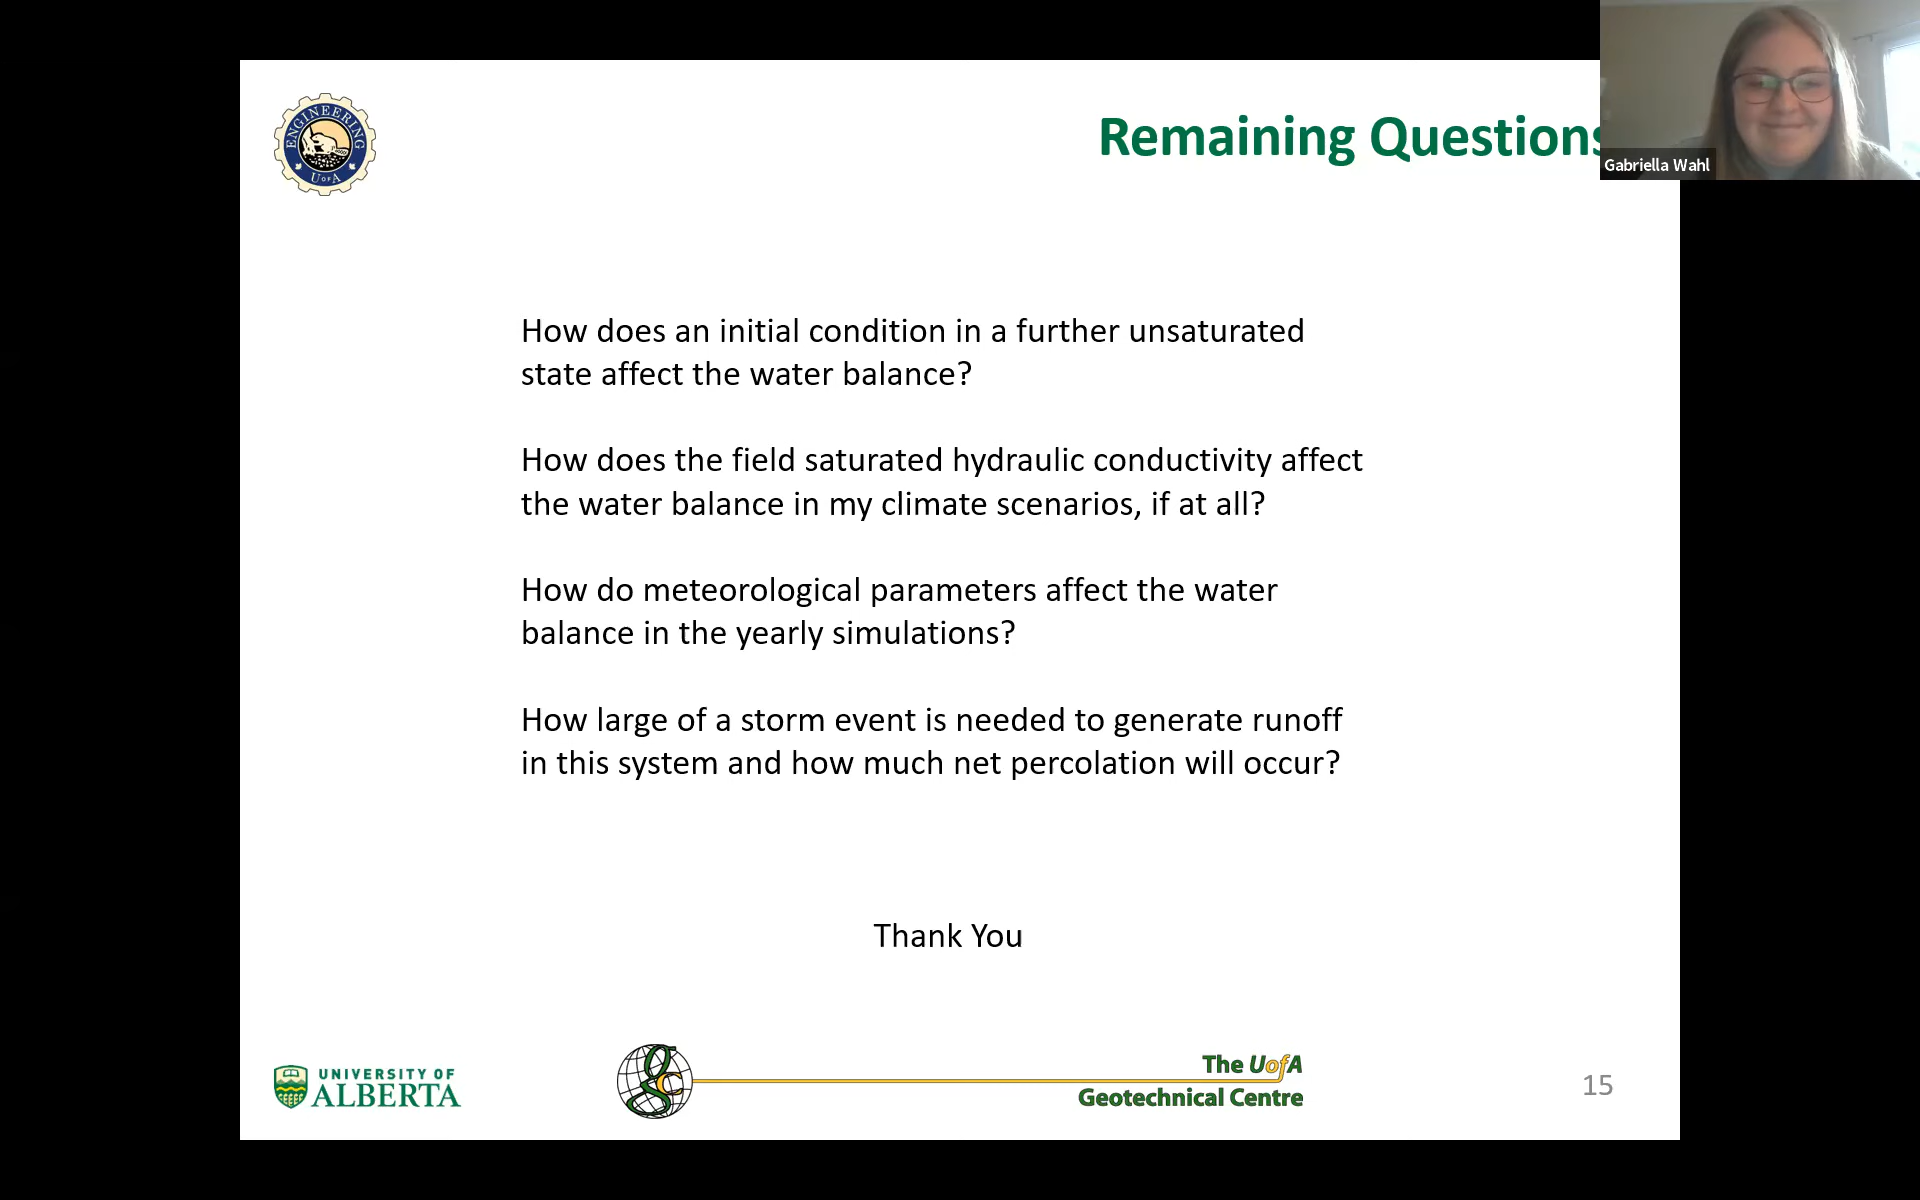 ENGINEERING
U OF A
Remaining Questions
Gabriella Wahl
How does an initial condition in a further unsaturated
state affect the water balance?
How does the field saturated hydraulic conductivity affect
the water balance in my climate scenarios, if at all?
How do meteorological parameters affect the water
balance in the yearly simulations?
How large of a storm event is needed to generate runoff
in this system and how much net percolation will occur?
Thank You
UNIVERSITY OF
ALBERTA
gc
The UofA
Geotechnical Centre
15